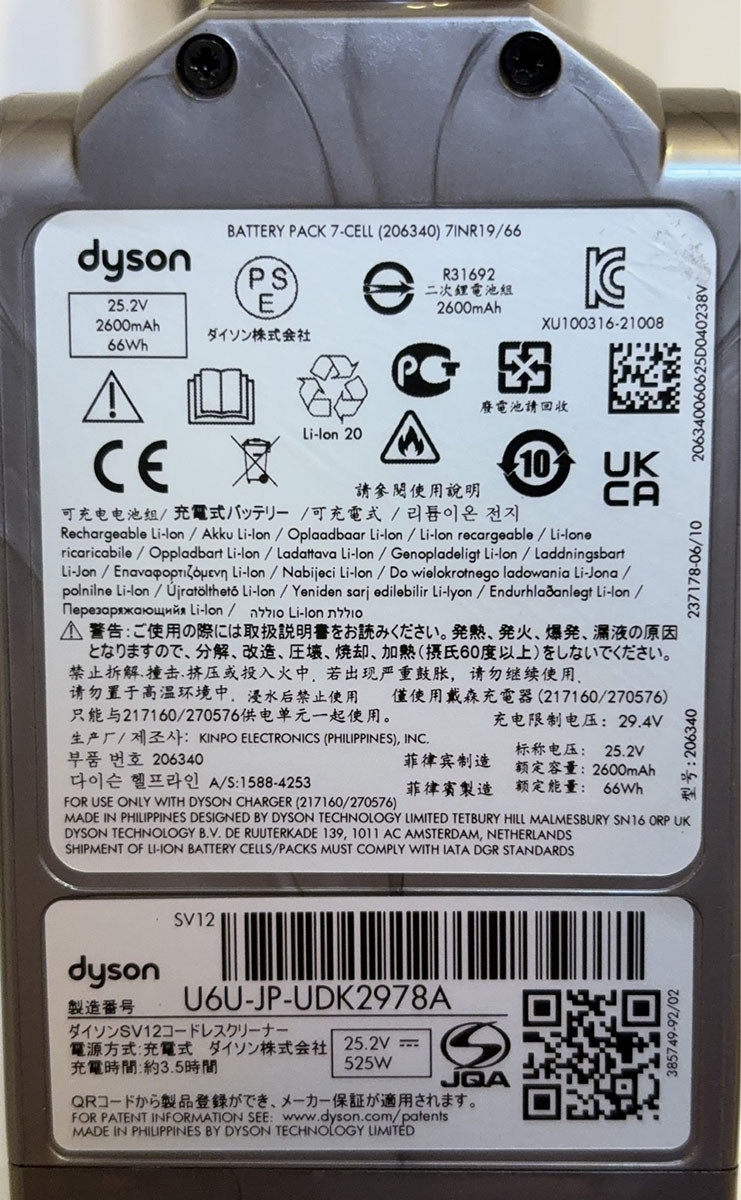 BATTERY PACK 7-CELL (206340) 7INR19/66
dyson
25.2V
2600mAh
66Wh
PSE
ダイソン株式会社
R31692
二次鋰電池組
2600mAh
XU100316-21008
Li-Ion 20
廢電池請回收
CE
10
UK
CA
請參閱使用說明
可充电电池组/ 充電式バッテリー /可充電式 / 리튬이온 전지
Rechargeable Li-Ion / Akku Li-Ion / Oplaadbaar Li-Ion / Li-Ion recargeable / Li-Ione
ricaricabile / Oppladbart Li-Ion / Ladattava Li-Ion / Genopladeligt Li-Ion / Laddningsbart
Li-Jon / Επαναφορτιζόμενη Li-Ion / Nabijeci Li-Ion / Do wielokrotnego ladowania Li-Jona /
polnilne Li-Ion / Újratölthető Li-Ion / Yeniden sarj edilebilir Li-Iyon / Endurhlaðanlegt Li-Ion /
Перезаряжающийя Li-Ion / סוללה Li-Ion סוללת
警告: ご使用の際には取扱説明書をお読みください。発熱、発火、爆発、漏液の原因
となりますので、分解、改造、圧壊、焼却、加熱(摂氏60度以上)をしないでください。
禁止拆解. 撞击. 挤压或投入火中. 若出现严重鼓胀, 请勿继续使用.
请勿置于高温环境中. 浸水后禁止使用 僅使用戴森充電器(217160/270576)
只能与217160/270576供电单元一起使用。 充电限制电压: 29.4V
生产厂/ 制造商: KINPO ELECTRONICS (PHILIPPINES), INC.
部품 번호 206340
다이슨 헬프라인 A/S:1588-4253
菲律宾制造
菲律賓製造
标称电压: 25.2V
额定容量: 2600mAh
额定能量: 66Wh
FOR USE ONLY WITH DYSON CHARGER (217160/270576)
MADE IN PHILIPPINES DESIGNED BY DYSON TECHNOLOGY LIMITED TETBURY HILL MALMESBURY SN16 0RP UK
DYSON TECHNOLOGY B.V. DE RUIJTERKADE 139, 1011 AC AMSTERDAM, NETHERLANDS
SHIPMENT OF LI-ION BATTERY CELLS/PACKS MUST COMPLY WITH IATA DGR STANDARDS
2063400060625D040238V
237178-06/10
型号: 206340
SV12
dyson
製造番号 U6U-JP-UDK2978A
ダイソンSV12コードレスクリーナー
電源方式:充電式 ダイソン株式会社
充電時間:約3.5時間
25.2V
525W
JQA
385749-92/02
QRコードから製品登録ができ、メーカー保証が適用されます。
FOR PATENT INFORMATION SEE: www.dyson.com/patents
MADE IN PHILIPPINES BY DYSON TECHNOLOGY LIMITED